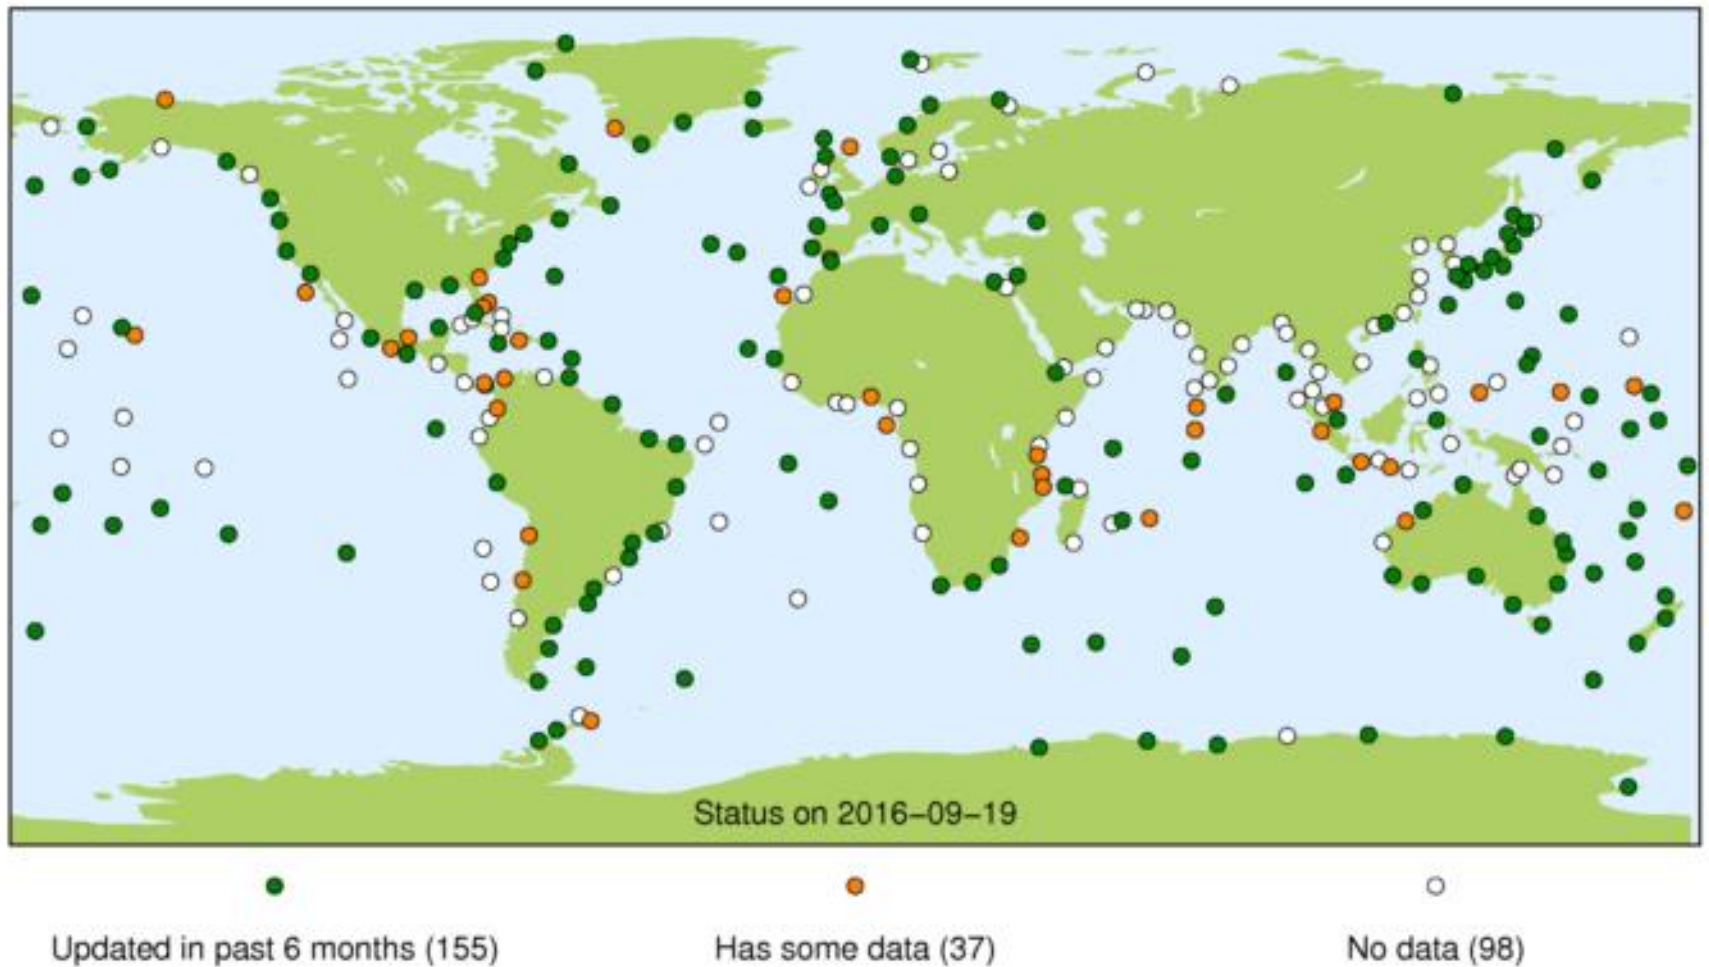 Status on 2016−09−19
Updated in past 6 months (155)
Has some data (37)
No data (98)